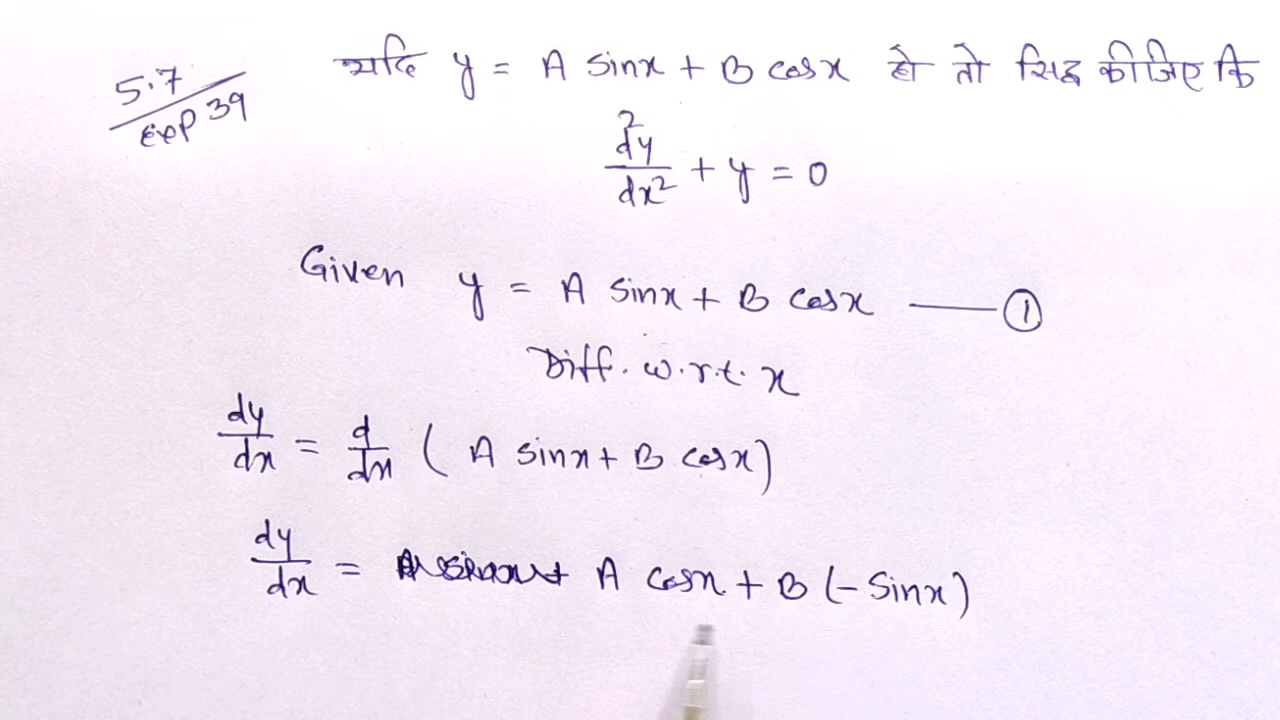 5.7
Exp 39
यदि y = A sinx + B cosx हो तो सिद्ध कीजिए कि
d²y/dx² + y = 0
Given y = A sinx + B cosx —— ①
Diff. w.r.t. x
dy/dx = d/dx (A sinx + B cosx)
dy/dx = A cosx + B (- sinx)